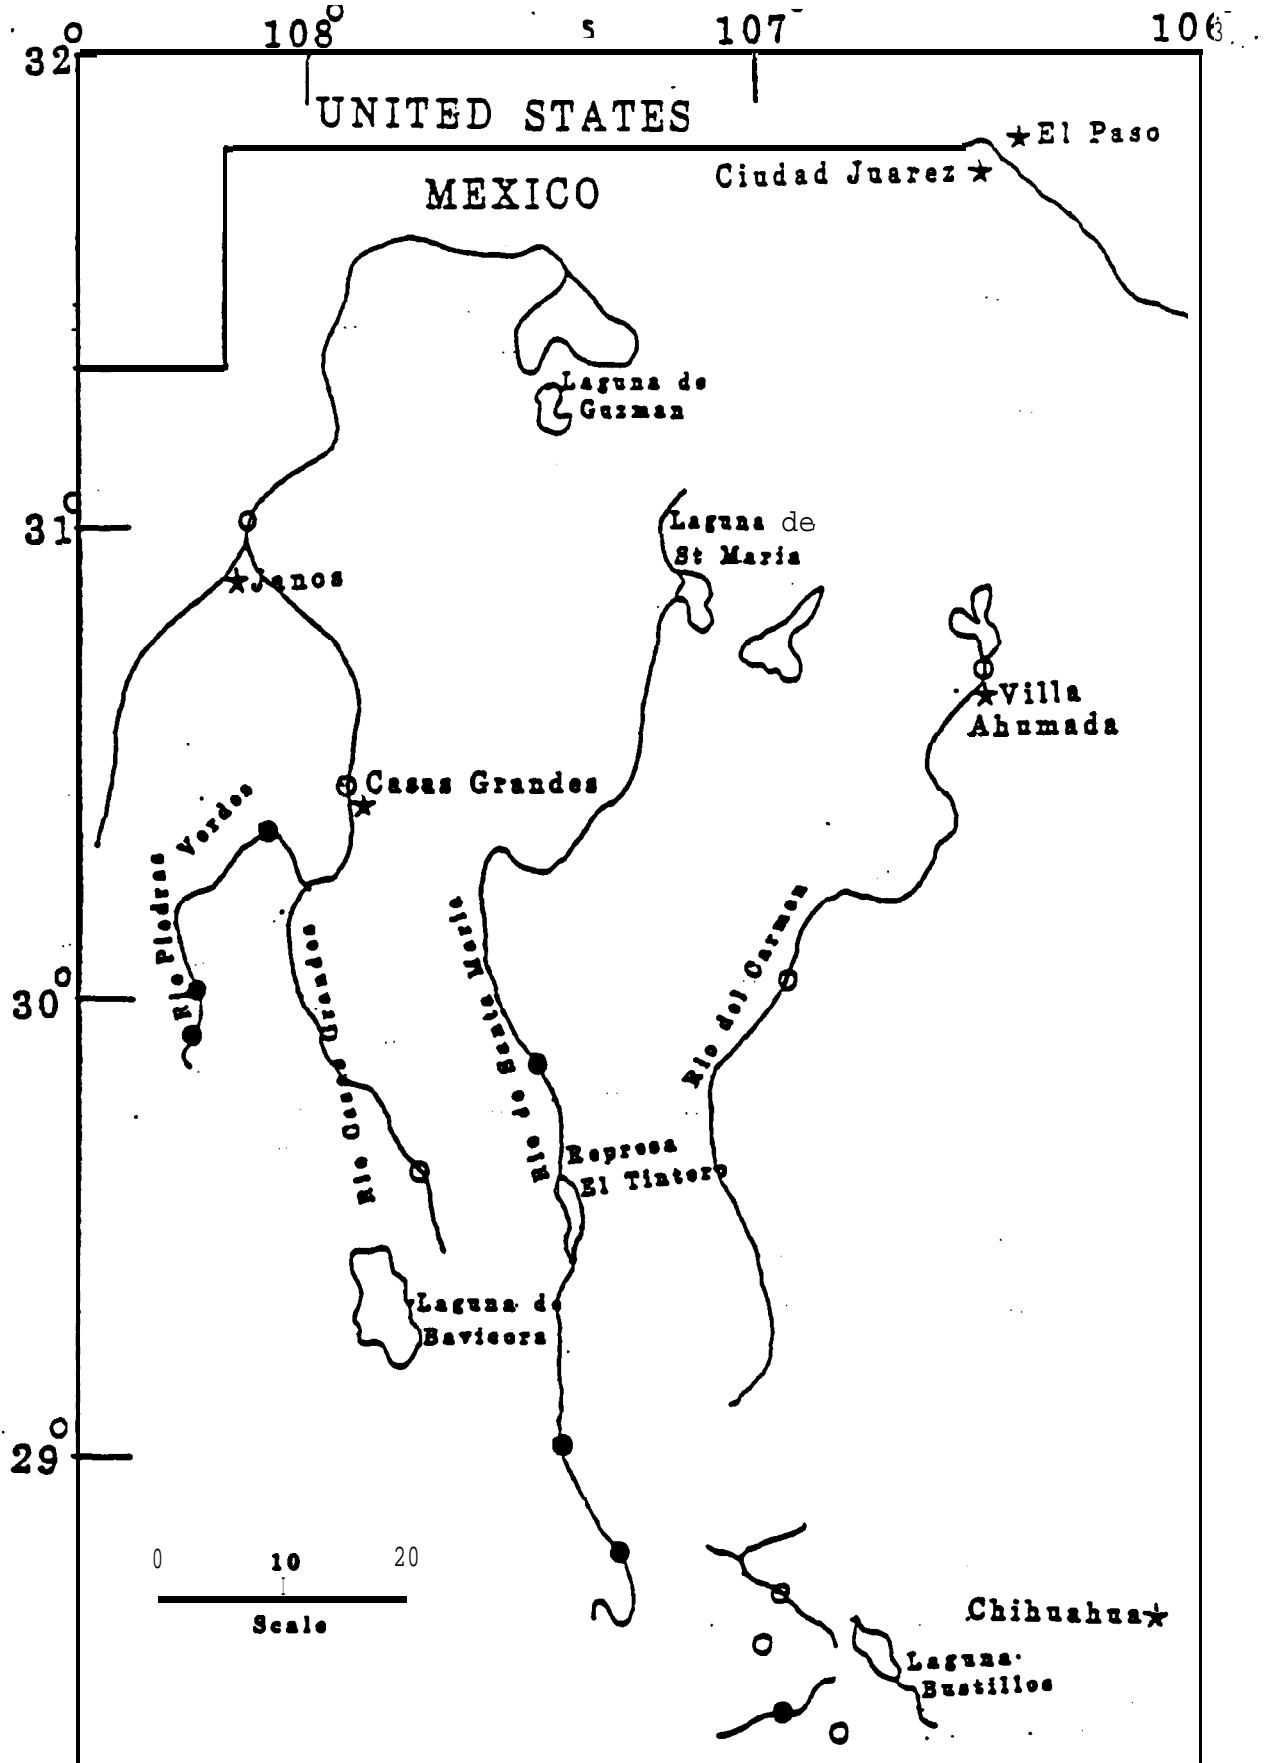 108°
s
107
32°
UNITED STATES
El Paso
Ciudad Juarez
MEXICO
Laguna de
Guzman
31°
Laguna de
St Maria
Janos
Villa
Ahumada
Casas Grandes
Rio Piedras Verdes
Rio Casas Grandes
Rio de Santa Maria
Rio del Carmen
30°
Represa
El Tintero
Laguna de
Bavicora
29°
0 10 20
Scale
Chihuahua
Laguna
Bustillos